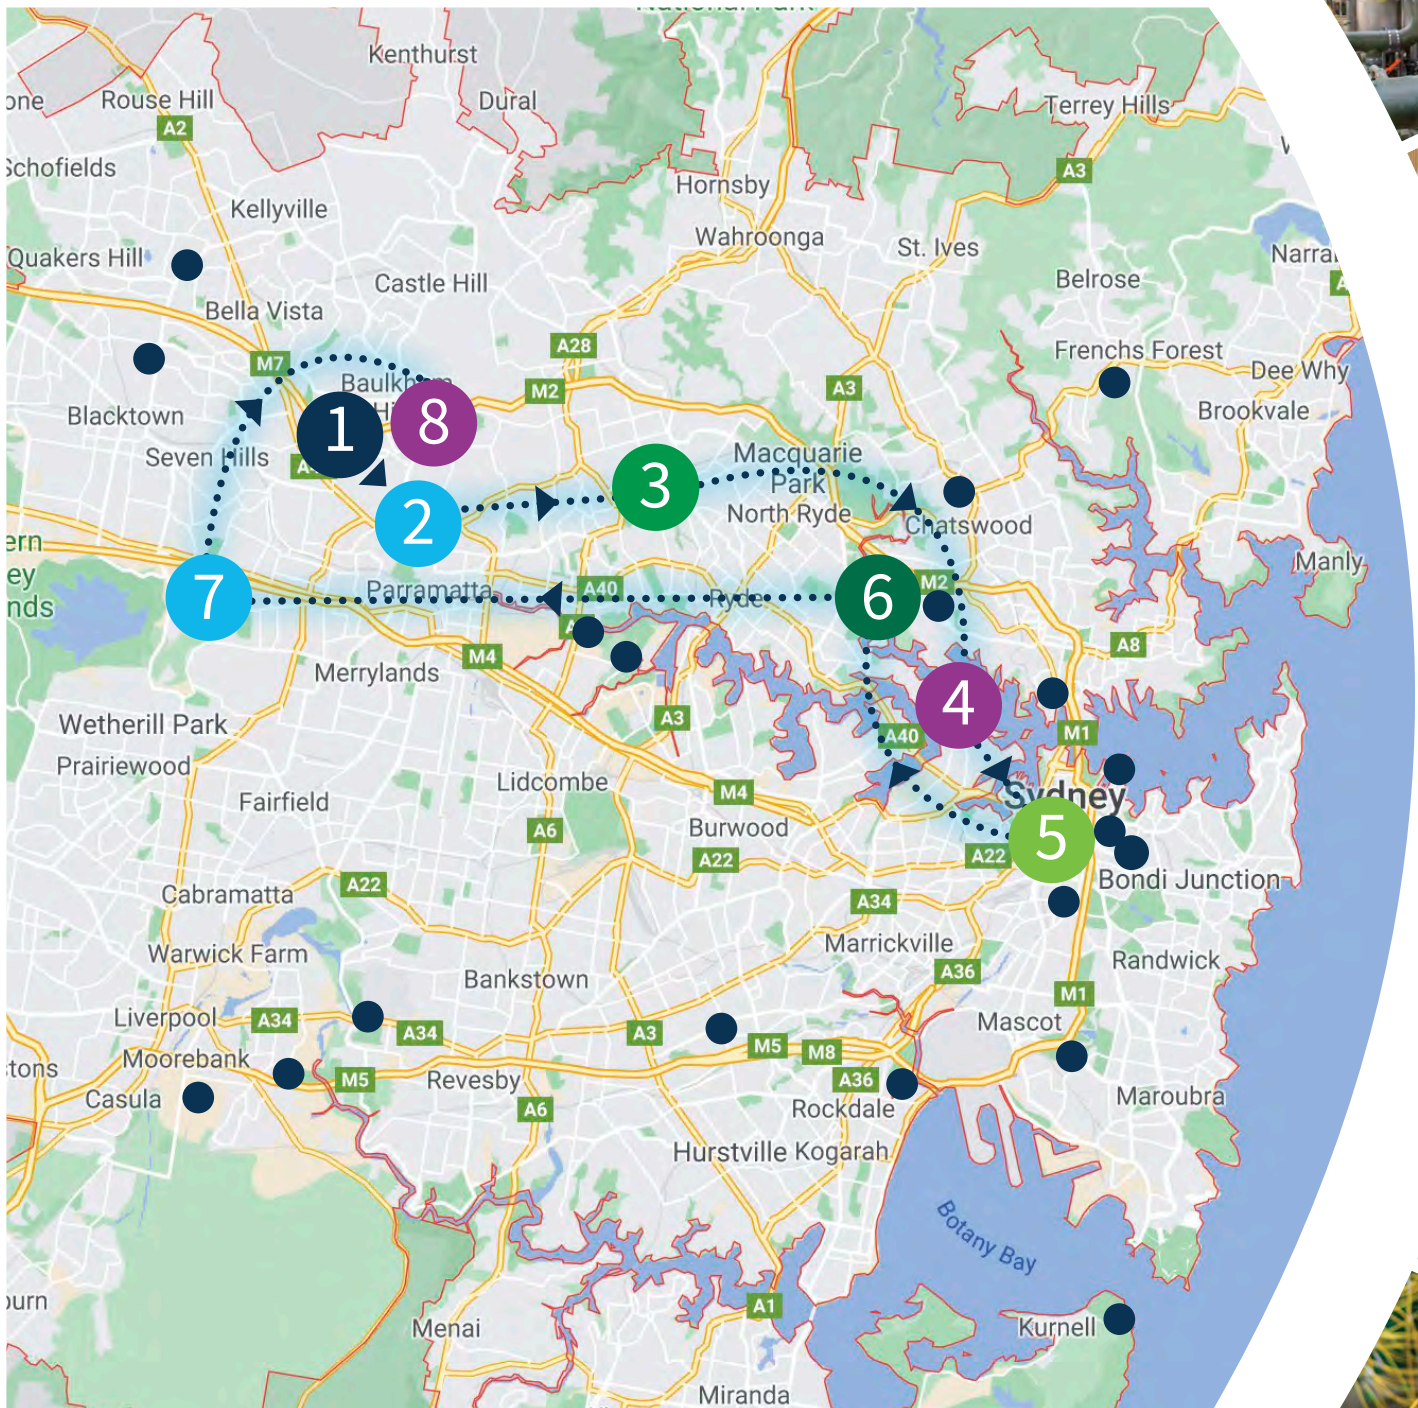 Kenthurst
Rouse Hill
Dural
Terrey Hills
A2
A3
Schofields
Hornsby
Kellyville
Wahroonga
St. Ives
Quakers Hill
Castle Hill
Belrose
Bella Vista
A28
Frenchs Forest
M7
Dee Why
M2
A3
Blacktown
Brookvale
1
8
Seven Hills
3
Macquarie
Park
2
North Ryde
Chatswood
Manly
7
Parramatta
A40
Ryde
6
M2
A8
M4
Merrylands
4
Wetherill Park
A3
A40
M1
Prairiewood
Lidcombe
M4
Sydney
Fairfield
A6
Burwood
5
A22
A22
Bondi Junction
A22
Cabramatta
A34
Marrickville
Warwick Farm
Bankstown
A36
Randwick
M1
Liverpool
A34
A34
A3
Mascot
M5
M8
Moorebank
M5
Revesby
A36
Casula
A6
Rockdale
Maroubra
Hurstville
Kogarah
Botany Bay
A1
Menai
Kurnell
Miranda